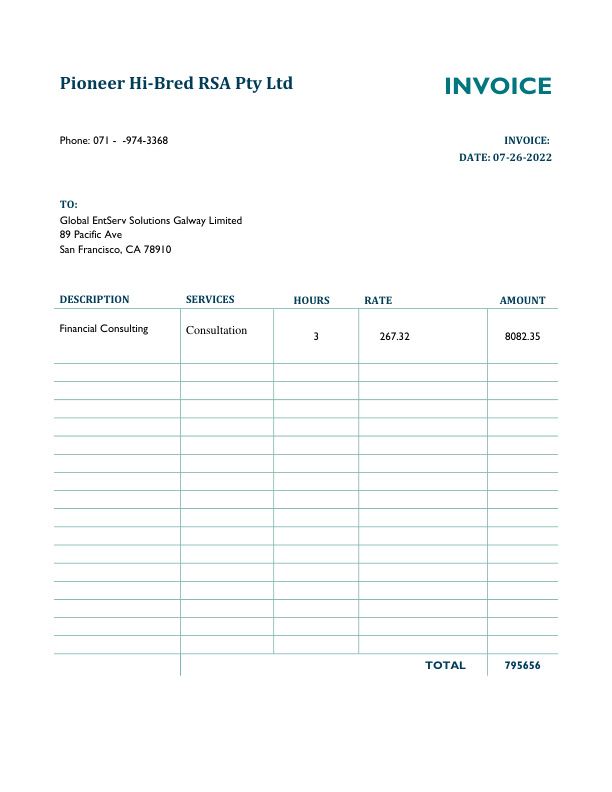 Pioneer Hi-Bred RSA Pty Ltd
INVOICE
Phone: 071 -  -974-3368
INVOICE:
DATE: 07-26-2022
TO:
Global EntServ Solutions Galway Limited
89 Pacific Ave
San Francisco, CA 78910
DESCRIPTION SERVICES HOURS RATE AMOUNT
Financial Consulting Consultation 3 267.32 8082.35
TOTAL 795656